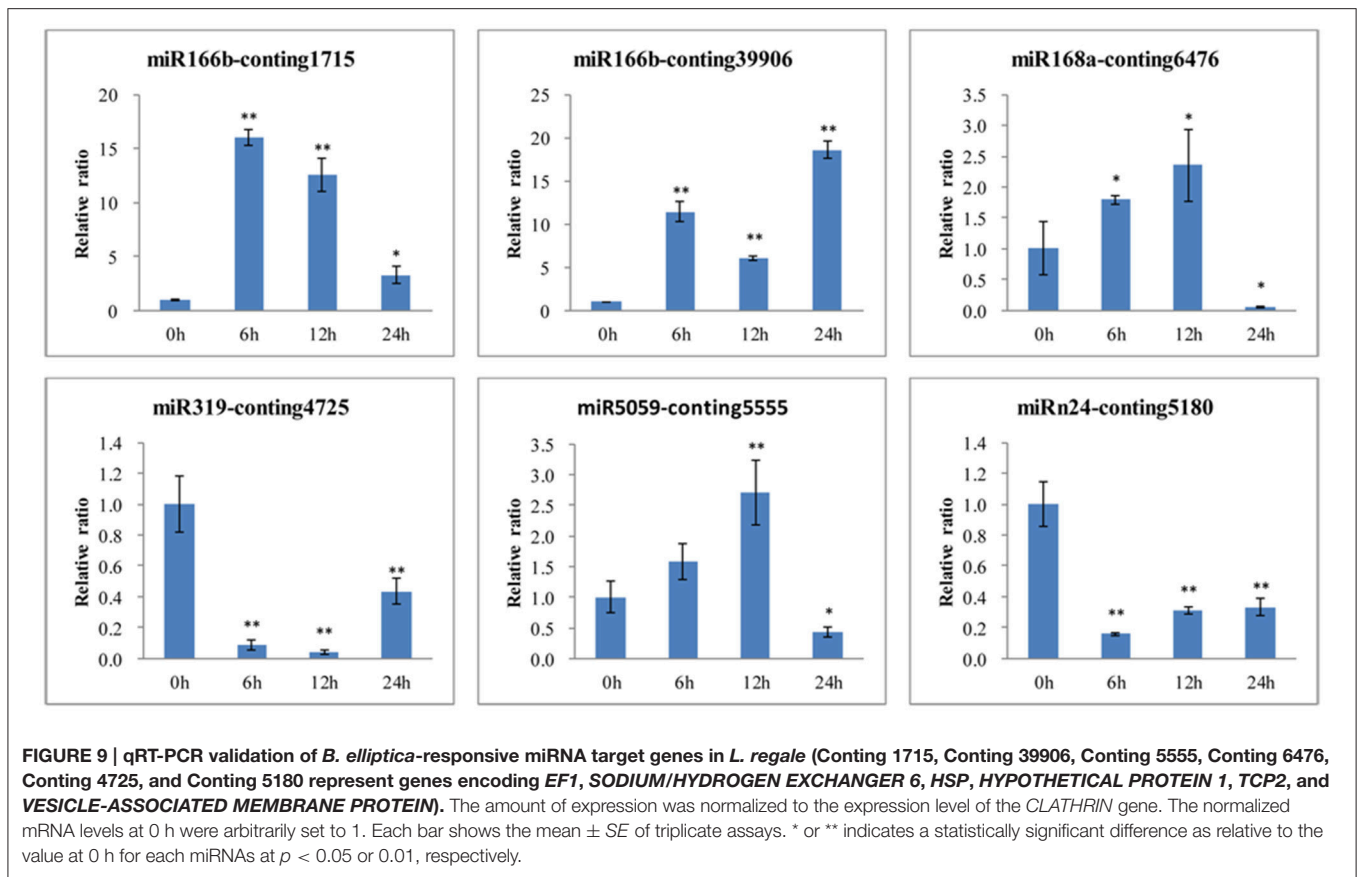 miR166b-conting1715
20
15
10
5
0
Relative ratio
**
**
*
0h 6h 12h 24h
miR166b-conting39906
25
20
15
10
5
0
Relative ratio
**
**
**
0h 6h 12h 24h
miR168a-conting6476
3.5
3.0
2.5
2.0
1.5
1.0
0.5
0.0
Relative ratio
*
*
*
0h 6h 12h 24h
miR319-conting4725
1.4
1.2
1.0
0.8
0.6
0.4
0.2
0.0
Relative ratio
**
**
**
0h 6h 12h 24h
miR5059-conting5555
3.5
3.0
2.5
2.0
1.5
1.0
0.5
0.0
Relative ratio
**
*
0h 6h 12h 24h
miRn24-conting5180
1.4
1.2
1.0
0.8
0.6
0.4
0.2
0.0
Relative ratio
**
**
**
0h 6h 12h 24h
FIGURE 9 | qRT-PCR validation of B. elliptica-responsive miRNA target genes in L. regale (Conting 1715, Conting 39906, Conting 5555, Conting 6476,
Conting 4725, and Conting 5180 represent genes encoding EF1, SODIUM/HYDROGEN EXCHANGER 6, HSP, HYPOTHETICAL PROTEIN 1, TCP2, and
VESICLE-ASSOCIATED MEMBRANE PROTEIN). The amount of expression was normalized to the expression level of the CLATHRIN gene. The normalized
mRNA levels at 0 h were arbitrarily set to 1. Each bar shows the mean ± SE of triplicate assays. * or ** indicates a statistically significant difference as relative to the
value at 0 h for each miRNAs at p < 0.05 or 0.01, respectively.